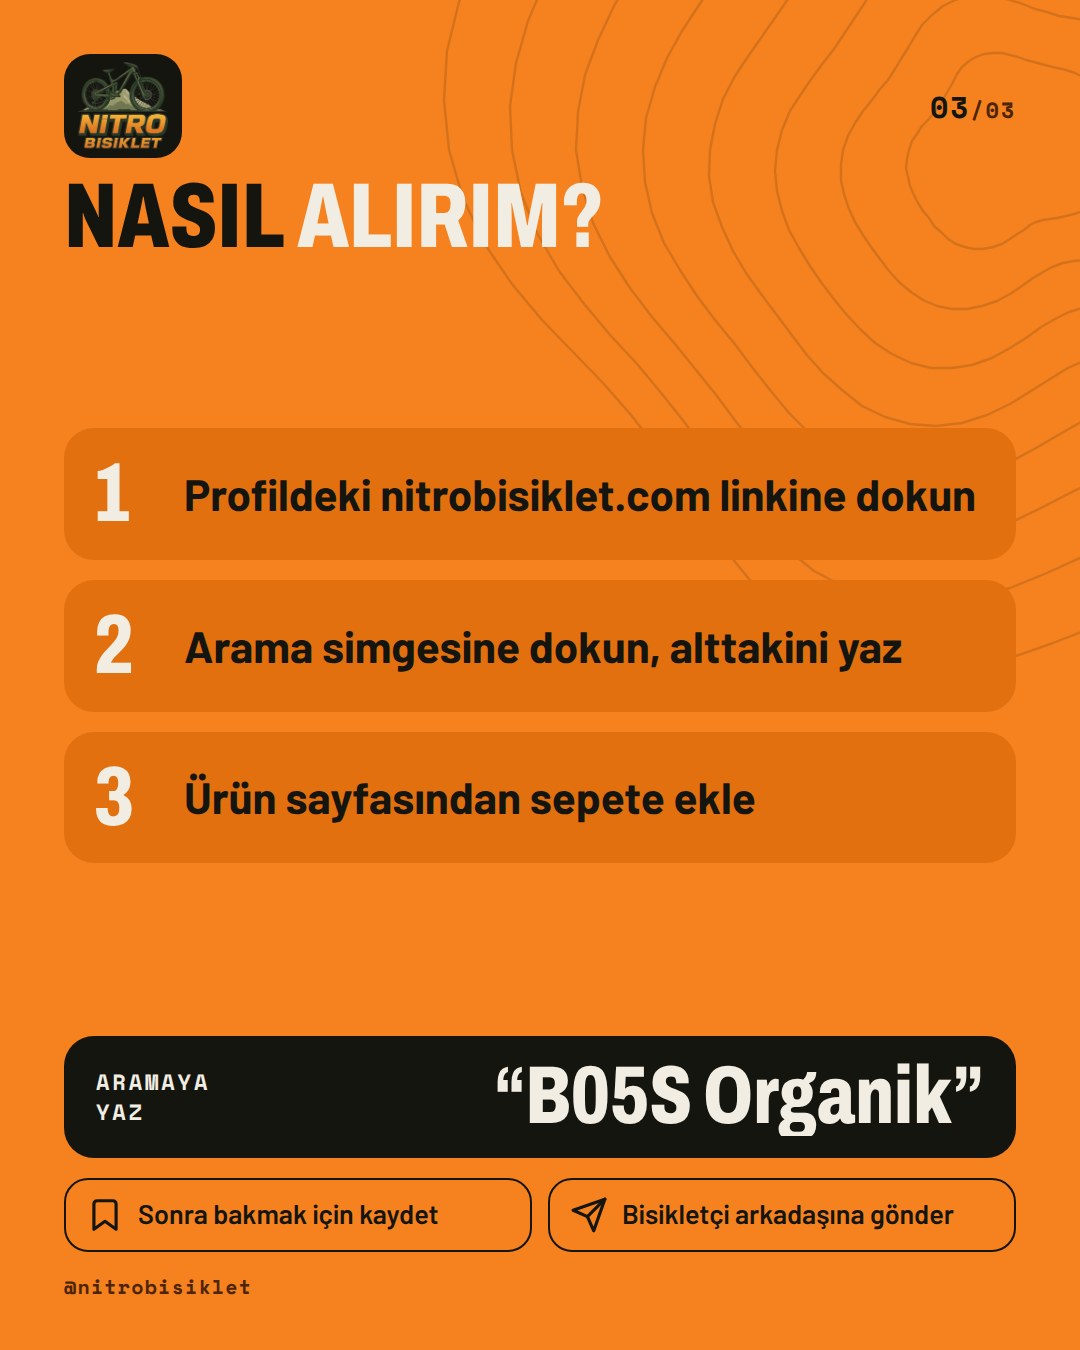 NITRO
BISIKLET
03/03
NASIL ALIRIM?
1 Profildeki nitrobisiklet.com linkine dokun
2 Arama simgesine dokun, alttakini yaz
3 Ürün sayfasından sepete ekle
ARAMAYA
YAZ
“B05S Organik”
Sonra bakmak için kaydet
Bisikletçi arkadaşına gönder
@nitrobisiklet